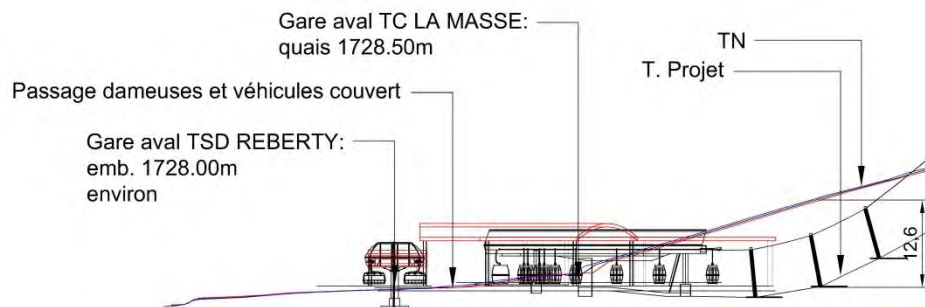 Gare aval TC LA MASSE:
quais 1728.50m
TN
T. Projet
Passage dameuses et véhicules couvert
Gare aval TSD REBERTY:
emb. 1728.00m
environ
12,6